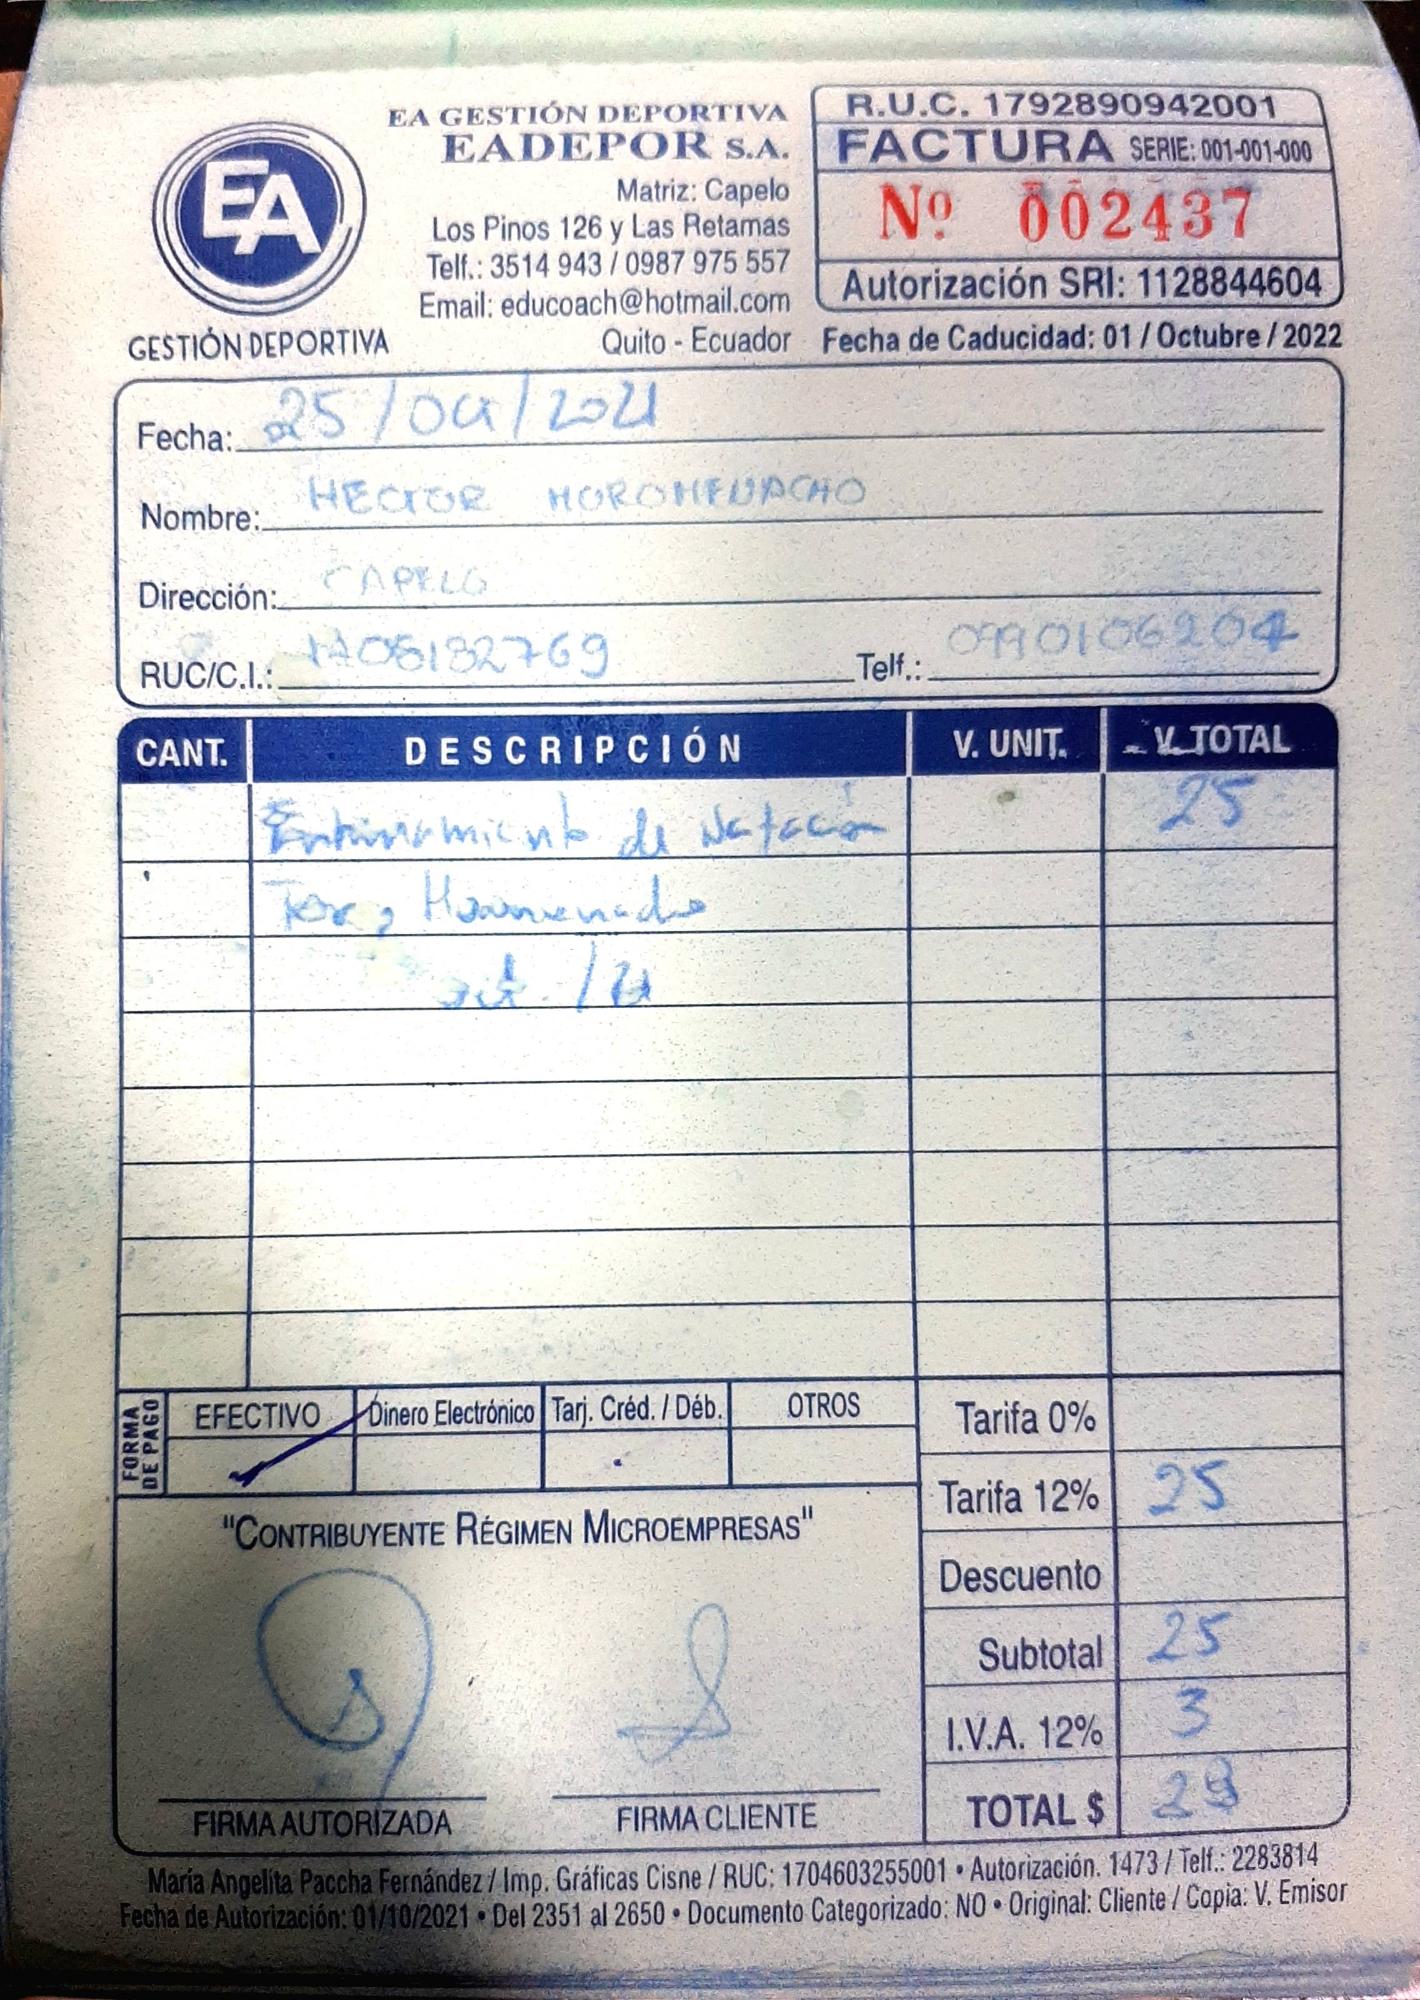 EA
GESTIÓN DEPORTIVA
EA GESTIÓN DEPORTIVA
EADEPOR S.A.
Matriz: Capelo
Los Pinos 126 y Las Retamas
Telf.: 3514 943 / 0987 975 557
Email: educoach@hotmail.com
Quito - Ecuador
R.U.C. 1792890942001
FACTURA SERIE: 001-001-000
Nº 002437
Autorización SRI: 1128844604
Fecha de Caducidad: 01 / Octubre / 2022
Fecha: 25/Oct/2021
Nombre: HECTOR
Dirección: CAPELO
RUC/C.I.: 1708182769 Telf.: 0990106204
CANT. DESCRIPCIÓN V. UNIT. V. TOTAL
Entrenamiento de Natación 25
oct. /21
FORMA DE PAGO
EFECTIVO Dinero Electrónico Tarj. Créd. / Déb. OTROS
Tarifa 0%
Tarifa 12% 25
Descuento
Subtotal 25
I.V.A. 12% 3
TOTAL $
"CONTRIBUYENTE RÉGIMEN MICROEMPRESAS"
FIRMA AUTORIZADA FIRMA CLIENTE
María Angelita Paccha Fernández / Imp. Gráficas Cisne / RUC: 1704603255001 • Autorización. 1473 / Telf.: 2283814
Fecha de Autorización: 01/10/2021 • Del 2351 al 2650 • Documento Categorizado: NO • Original: Cliente / Copia: V. Emisor